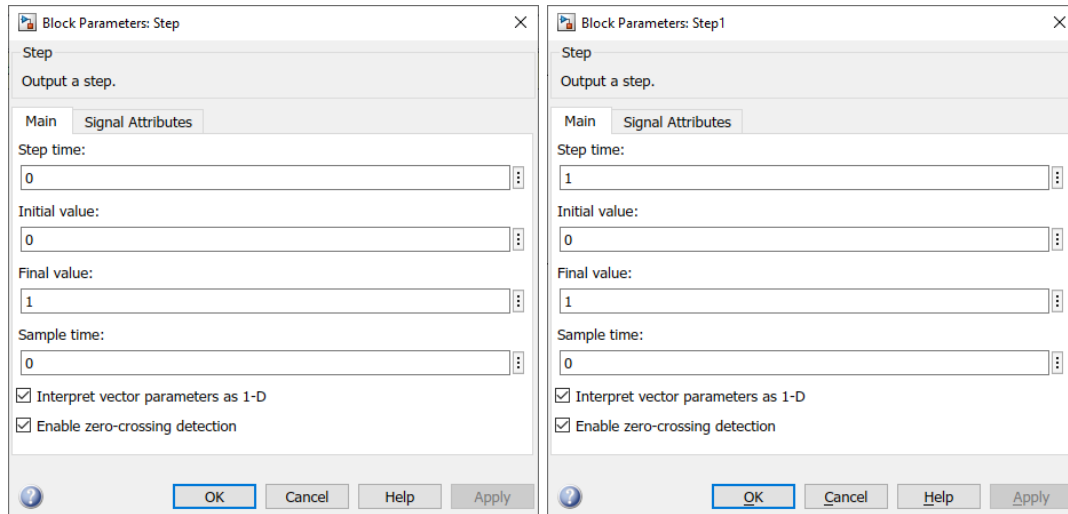 Block Parameters: Step
Step
Output a step.
Main Signal Attributes
Step time:
0
Initial value:
0
Final value:
1
Sample time:
0
Interpret vector parameters as 1-D
Enable zero-crossing detection
? OK Cancel Help Apply
Block Parameters: Step1
Step
Output a step.
Main Signal Attributes
Step time:
1
Initial value:
0
Final value:
1
Sample time:
0
Interpret vector parameters as 1-D
Enable zero-crossing detection
? OK Cancel Help Apply